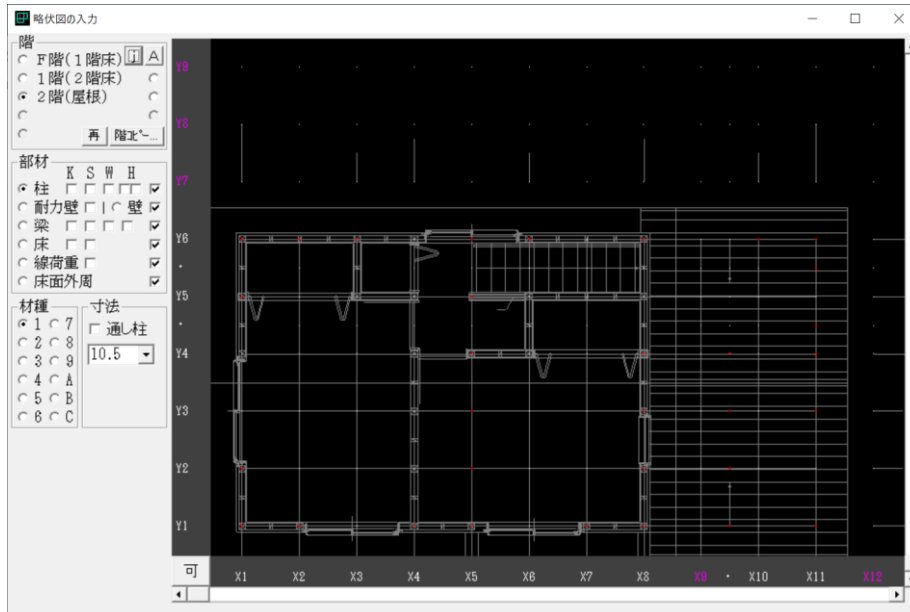 略伏図の入力
階
F階(1階床) i A
1階(2階床)
2階(屋根)
再 階ｺﾋﾟｰ...
部材
K S W H
柱
耐力壁 | 壁
梁
床
線荷重
床面外周
材種
1 7
2 8
3 9
4 A
5 B
6 C
寸法
通し柱
10.5
Y9
Y8
Y7
Y6
Y5
Y4
Y3
Y2
Y1
可 X1 X2 X3 X4 X5 X6 X7 X8 X9 X10 X11 X12